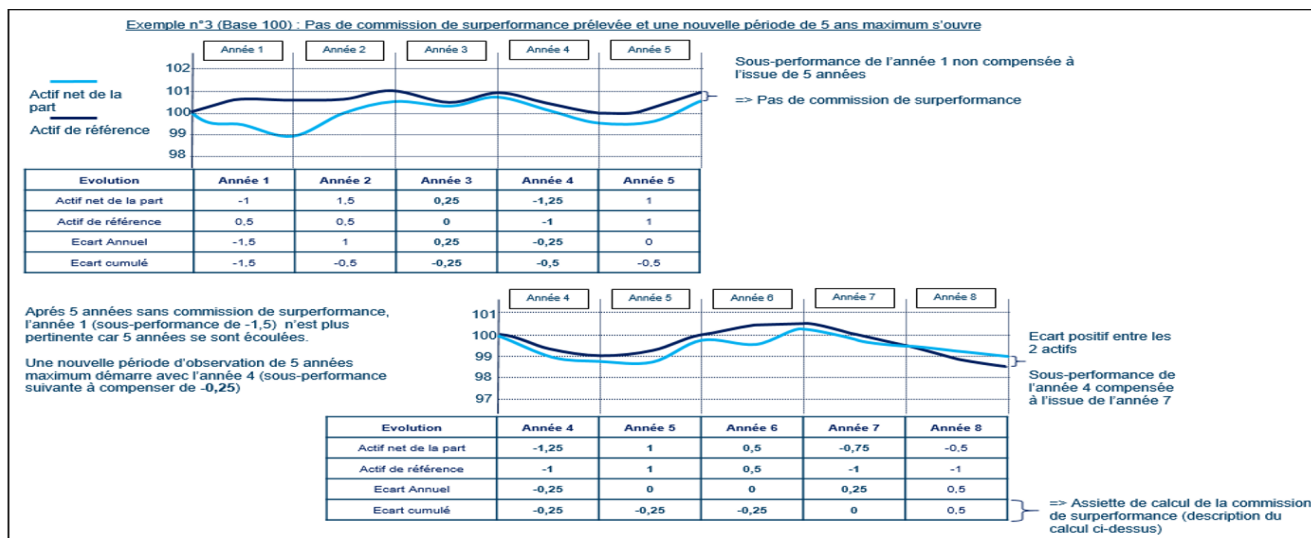 Exemple n°3 (Base 100) : Pas de commission de surperformance prélevée et une nouvelle période de 5 ans maximum s'ouvre
Année 1 Année 2 Année 3 Année 4 Année 5
102
101
100
99
98
Actif net de la
part
Actif de référence
Sous-performance de l'année 1 non compensée à
l'issue de 5 années
=> Pas de commission de surperformance
Evolution Année 1 Année 2 Année 3 Année 4 Année 5
Actif net de la part -1 1,5 0,25 -1,25 1
Actif de référence 0,5 0,5 0 -1 1
Ecart Annuel -1,5 1 0,25 -0,25 0
Ecart cumulé -1,5 -0,5 -0,25 -0,5 -0,5
Après 5 années sans commission de surperformance,
l'année 1 (sous-performance de -1,5) n'est plus
pertinente car 5 années se sont écoulées.
Une nouvelle période d'observation de 5 années
maximum démarre avec l'année 4 (sous-performance
suivante à compenser de -0,25)
Année 4 Année 5 Année 6 Année 7 Année 8
101
100
99
98
97
Ecart positif entre les
2 actifs
Sous-performance de
l'année 4 compensée
à l'issue de l'année 7
Evolution Année 4 Année 5 Année 6 Année 7 Année 8
Actif net de la part -1,25 1 0,5 -0,75 -0,5
Actif de référence -1 1 0,5 -1 -1
Ecart Annuel -0,25 0 0 0,25 0,5
Ecart cumulé -0,25 -0,25 -0,25 0 0,5
=> Assiette de calcul de la commission
de surperformance (description du
calcul ci-dessus)